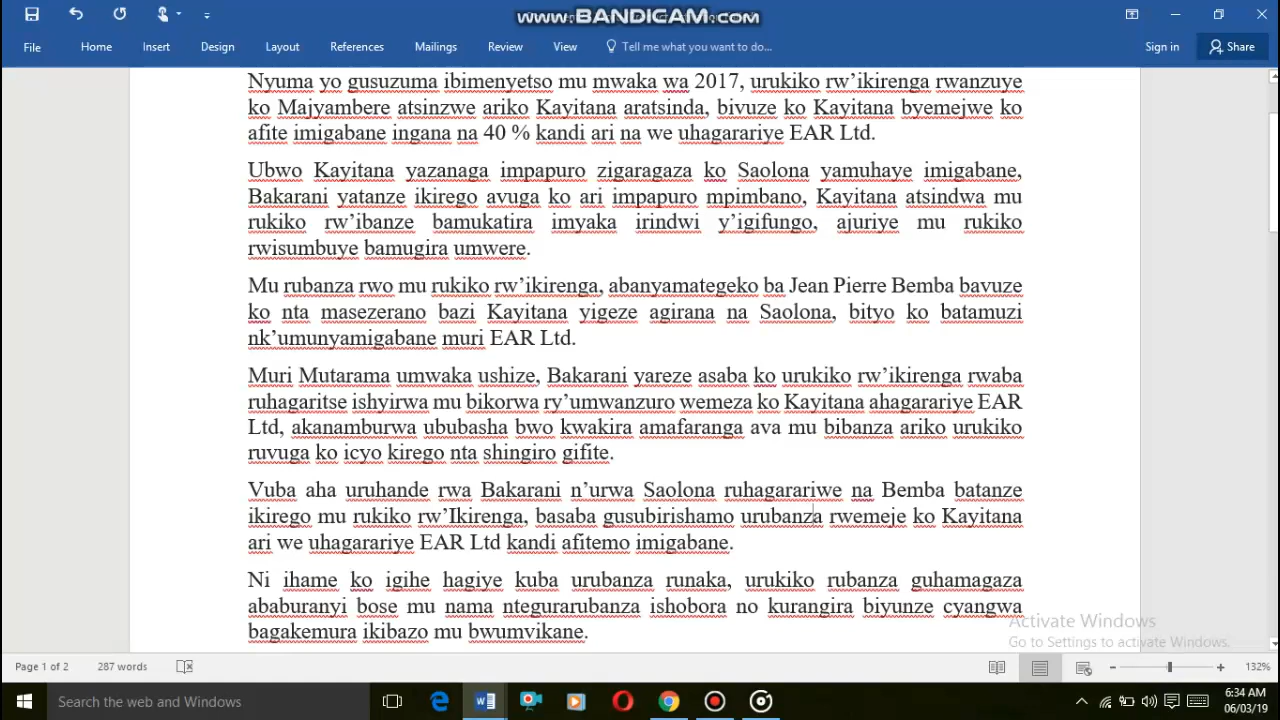 www.BANDICAM.com
File Home Insert Design Layout References Mailings Review View Tell me what you want to do... Sign in Share
Nyuma yo gusuzuma ibimenyetso mu mwaka wa 2017, urukiko rw’ikirenga rwanzuye
ko Majyambere atsinzwe ariko Kayitana aratsinda, bivuze ko Kayitana byemejwe ko
afite imigabane ingana na 40 % kandi ari na we uhagarariye EAR Ltd.
Ubwo Kayitana yazanaga impapuro zigaragaza ko Saolona yamuhaye imigabane,
Bakarani yatanze ikirego avuga ko ari impapuro mpimbano, Kayitana atsindwa mu
rukiko rw’ibanze bamukatira imyaka irindwi y’igifungo, ajuriye mu rukiko
rwisumbuye bamugira umwere.
Mu rubanza rwo mu rukiko rw’ikirenga, abanyamategeko ba Jean Pierre Bemba bavuze
ko nta masezerano bazi Kayitana yigeze agirana na Saolona, bityo ko batamuzi
nk’umunyamigabane muri EAR Ltd.
Muri Mutarama umwaka ushize, Bakarani yareze asaba ko urukiko rw’ikirenga rwaba
ruhagaritse ishyirwa mu bikorwa ry’umwanzuro wemeza ko Kayitana ahagarariye EAR
Ltd, akanamburwa ububasha bwo kwakira amafaranga ava mu bibanza ariko urukiko
ruvuga ko icyo kirego nta shingiro gifite.
Vuba aha uruhande rwa Bakarani n’urwa Saolona ruhagarariwe na Bemba batanze
ikirego mu rukiko rw’Ikirenga, basaba gusubirishamo urubanza rwemeje ko Kayitana
ari we uhagarariye EAR Ltd kandi afitemo imigabane.
Ni ihame ko igihe hagiye kuba urubanza runaka, urukiko rubanza guhamagaza
ababuranyi bose mu nama ntegurarubanza ishobora no kurangira biyunze cyangwa
bagakemura ikibazo mu bwumvikane.
Activate Windows
Go to Settings to activate Windows.
Page 1 of 2 287 words 132%
Search the web and Windows
6:34 AM
06/03/19